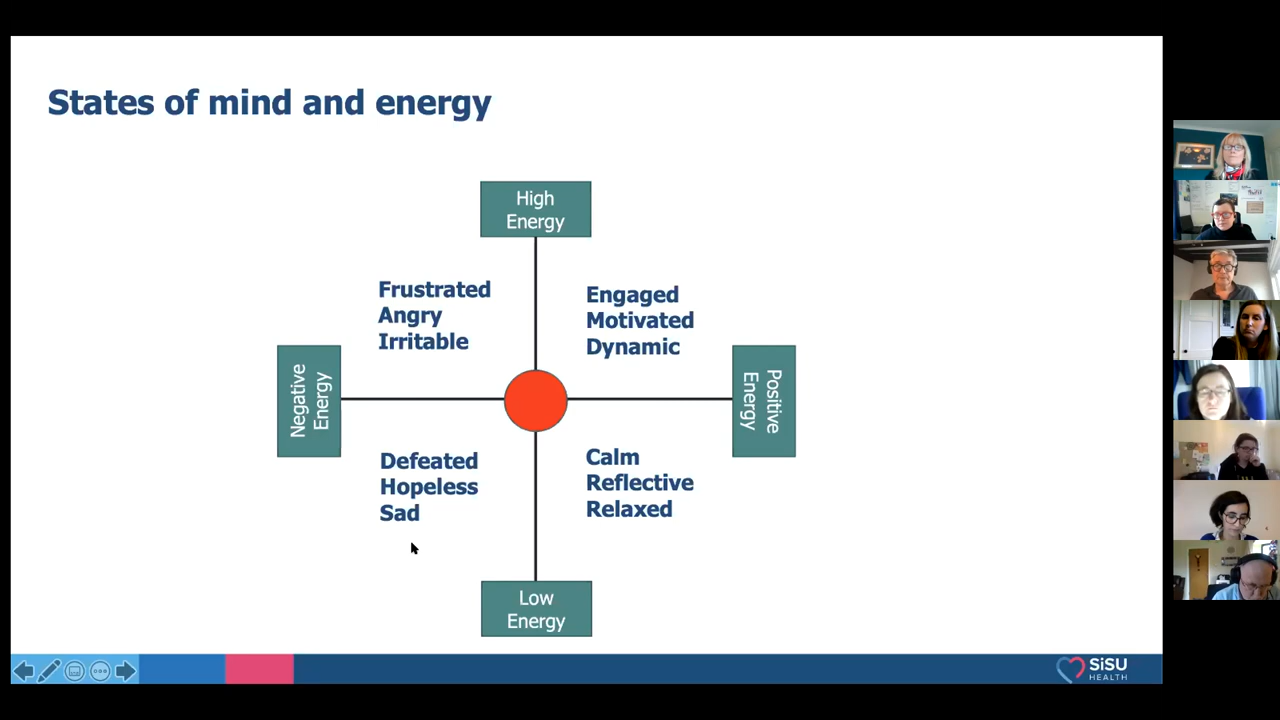 States of mind and energy
High
Energy
Frustrated
Angry
Irritable
Engaged
Motivated
Dynamic
Negative
Energy
Positive
Energy
Defeated
Hopeless
Sad
Calm
Reflective
Relaxed
Low
Energy
SiSU
HEALTH